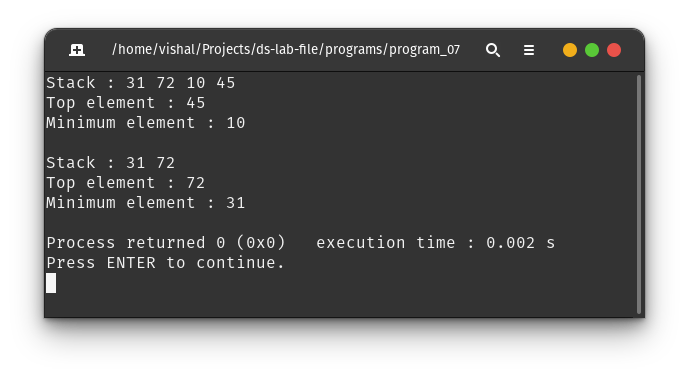 /home/vishal/Projects/ds-lab-file/programs/program_07
Stack : 31 72 10 45
Top element : 45
Minimum element : 10
Stack : 31 72
Top element : 72
Minimum element : 31
Process returned 0 (0x0)   execution time : 0.002 s
Press ENTER to continue.